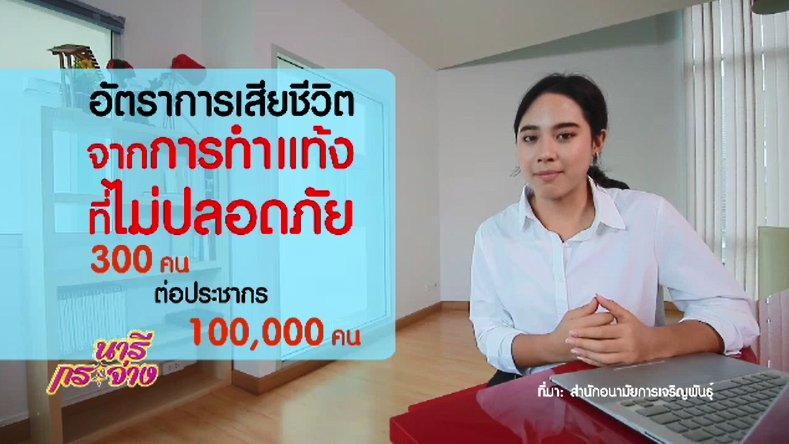 อัตราการเสียชีวิต
จากการทำแท้ง
ที่ไม่ปลอดภัย
300 คน
ต่อประชากร
100,000 คน
นารี
กระจ่าง
ที่มา: สำนักอนามัยการเจริญพันธุ์